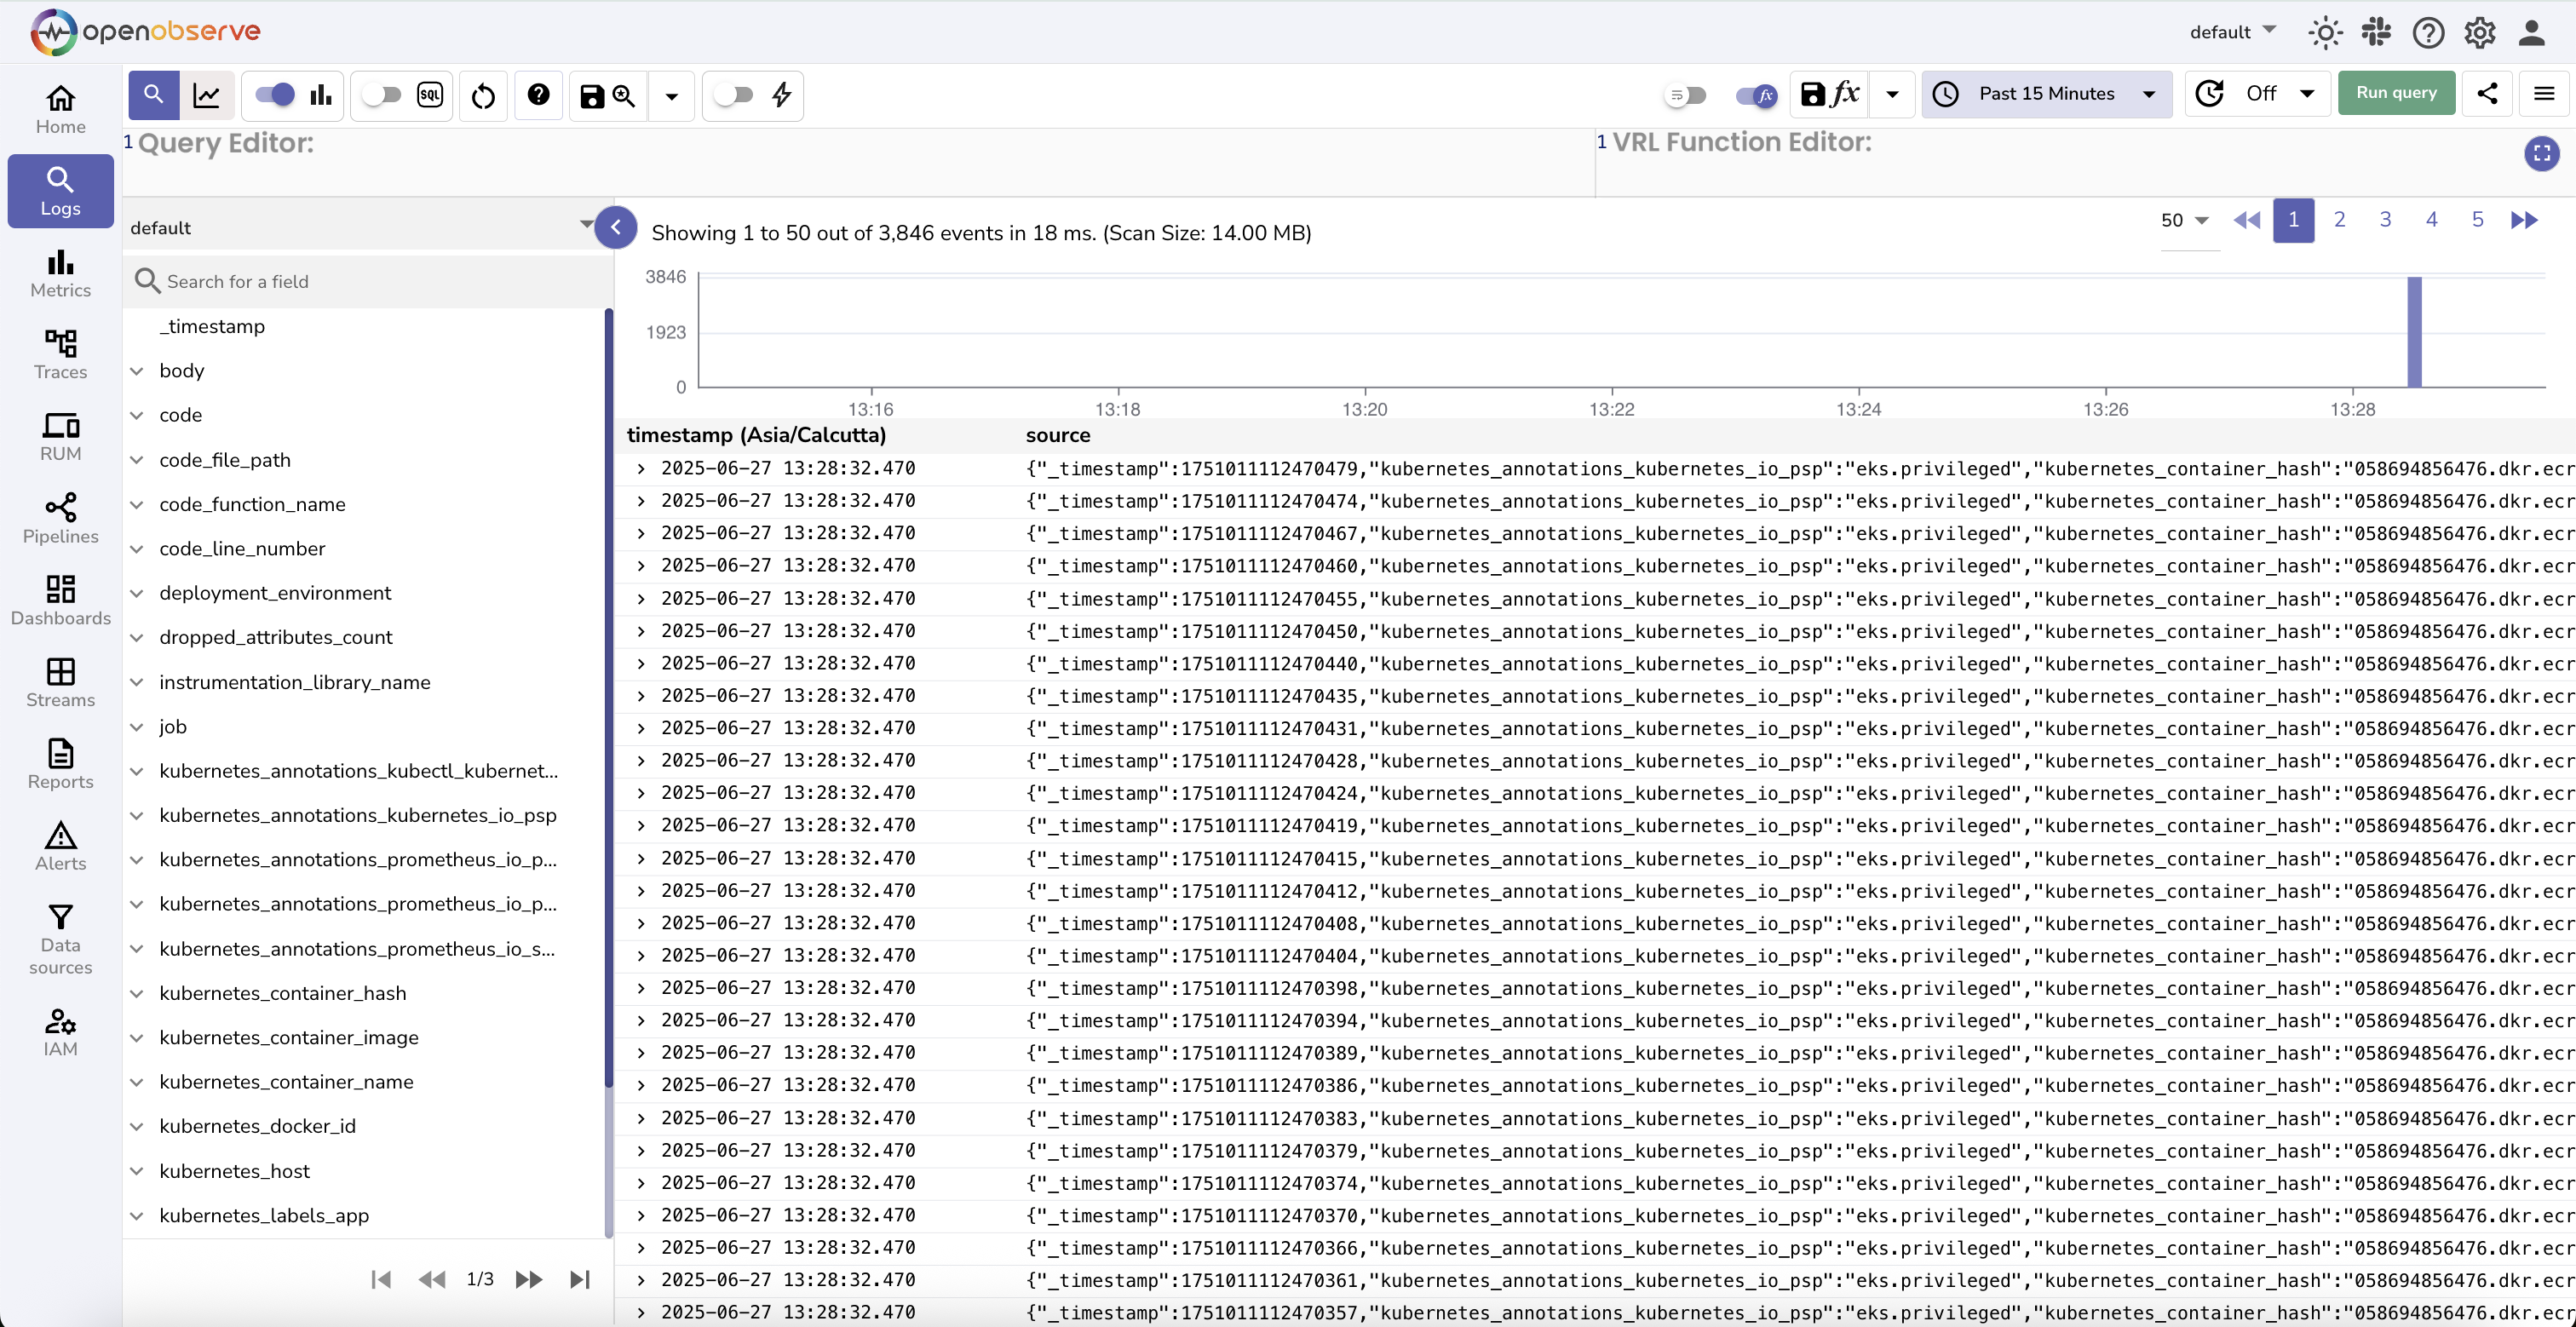 openobserve
default
SQL
fx
fx
Past 15 Minutes
Off
Run query
Home
Logs
Metrics
Traces
RUM
Pipelines
Dashboards
Streams
Reports
Alerts
Data
sources
IAM
1 Query Editor:
1 VRL Function Editor:
default
Search for a field
_timestamp
body
code
code_file_path
code_function_name
code_line_number
deployment_environment
dropped_attributes_count
instrumentation_library_name
job
kubernetes_annotations_kubectl_kubernet...
kubernetes_annotations_kubernetes_io_psp
kubernetes_annotations_prometheus_io_p...
kubernetes_annotations_prometheus_io_p...
kubernetes_annotations_prometheus_io_s...
kubernetes_container_hash
kubernetes_container_image
kubernetes_container_name
kubernetes_docker_id
kubernetes_host
kubernetes_labels_app
1/3
Showing 1 to 50 out of 3,846 events in 18 ms. (Scan Size: 14.00 MB)
50 1 2 3 4 5
3846
1923
0
13:16 13:18 13:20 13:22 13:24 13:26 13:28
timestamp (Asia/Calcutta) source
2025-06-27 13:28:32.470 {"_timestamp":1751011112470479,"kubernetes_annotations_kubernetes_io_psp":"eks.privileged","kubernetes_container_hash":"058694856476.dkr.ecr
2025-06-27 13:28:32.470 {"_timestamp":1751011112470474,"kubernetes_annotations_kubernetes_io_psp":"eks.privileged","kubernetes_container_hash":"058694856476.dkr.ecr
2025-06-27 13:28:32.470 {"_timestamp":1751011112470467,"kubernetes_annotations_kubernetes_io_psp":"eks.privileged","kubernetes_container_hash":"058694856476.dkr.ecr
2025-06-27 13:28:32.470 {"_timestamp":1751011112470460,"kubernetes_annotations_kubernetes_io_psp":"eks.privileged","kubernetes_container_hash":"058694856476.dkr.ecr
2025-06-27 13:28:32.470 {"_timestamp":1751011112470455,"kubernetes_annotations_kubernetes_io_psp":"eks.privileged","kubernetes_container_hash":"058694856476.dkr.ecr
2025-06-27 13:28:32.470 {"_timestamp":1751011112470450,"kubernetes_annotations_kubernetes_io_psp":"eks.privileged","kubernetes_container_hash":"058694856476.dkr.ecr
2025-06-27 13:28:32.470 {"_timestamp":1751011112470440,"kubernetes_annotations_kubernetes_io_psp":"eks.privileged","kubernetes_container_hash":"058694856476.dkr.ecr
2025-06-27 13:28:32.470 {"_timestamp":1751011112470435,"kubernetes_annotations_kubernetes_io_psp":"eks.privileged","kubernetes_container_hash":"058694856476.dkr.ecr
2025-06-27 13:28:32.470 {"_timestamp":1751011112470431,"kubernetes_annotations_kubernetes_io_psp":"eks.privileged","kubernetes_container_hash":"058694856476.dkr.ecr
2025-06-27 13:28:32.470 {"_timestamp":1751011112470428,"kubernetes_annotations_kubernetes_io_psp":"eks.privileged","kubernetes_container_hash":"058694856476.dkr.ecr
2025-06-27 13:28:32.470 {"_timestamp":1751011112470424,"kubernetes_annotations_kubernetes_io_psp":"eks.privileged","kubernetes_container_hash":"058694856476.dkr.ecr
2025-06-27 13:28:32.470 {"_timestamp":1751011112470419,"kubernetes_annotations_kubernetes_io_psp":"eks.privileged","kubernetes_container_hash":"058694856476.dkr.ecr
2025-06-27 13:28:32.470 {"_timestamp":1751011112470415,"kubernetes_annotations_kubernetes_io_psp":"eks.privileged","kubernetes_container_hash":"058694856476.dkr.ecr
2025-06-27 13:28:32.470 {"_timestamp":1751011112470412,"kubernetes_annotations_kubernetes_io_psp":"eks.privileged","kubernetes_container_hash":"058694856476.dkr.ecr
2025-06-27 13:28:32.470 {"_timestamp":1751011112470408,"kubernetes_annotations_kubernetes_io_psp":"eks.privileged","kubernetes_container_hash":"058694856476.dkr.ecr
2025-06-27 13:28:32.470 {"_timestamp":1751011112470404,"kubernetes_annotations_kubernetes_io_psp":"eks.privileged","kubernetes_container_hash":"058694856476.dkr.ecr
2025-06-27 13:28:32.470 {"_timestamp":1751011112470398,"kubernetes_annotations_kubernetes_io_psp":"eks.privileged","kubernetes_container_hash":"058694856476.dkr.ecr
2025-06-27 13:28:32.470 {"_timestamp":1751011112470394,"kubernetes_annotations_kubernetes_io_psp":"eks.privileged","kubernetes_container_hash":"058694856476.dkr.ecr
2025-06-27 13:28:32.470 {"_timestamp":1751011112470389,"kubernetes_annotations_kubernetes_io_psp":"eks.privileged","kubernetes_container_hash":"058694856476.dkr.ecr
2025-06-27 13:28:32.470 {"_timestamp":1751011112470386,"kubernetes_annotations_kubernetes_io_psp":"eks.privileged","kubernetes_container_hash":"058694856476.dkr.ecr
2025-06-27 13:28:32.470 {"_timestamp":1751011112470383,"kubernetes_annotations_kubernetes_io_psp":"eks.privileged","kubernetes_container_hash":"058694856476.dkr.ecr
2025-06-27 13:28:32.470 {"_timestamp":1751011112470379,"kubernetes_annotations_kubernetes_io_psp":"eks.privileged","kubernetes_container_hash":"058694856476.dkr.ecr
2025-06-27 13:28:32.470 {"_timestamp":1751011112470374,"kubernetes_annotations_kubernetes_io_psp":"eks.privileged","kubernetes_container_hash":"058694856476.dkr.ecr
2025-06-27 13:28:32.470 {"_timestamp":1751011112470370,"kubernetes_annotations_kubernetes_io_psp":"eks.privileged","kubernetes_container_hash":"058694856476.dkr.ecr
2025-06-27 13:28:32.470 {"_timestamp":1751011112470366,"kubernetes_annotations_kubernetes_io_psp":"eks.privileged","kubernetes_container_hash":"058694856476.dkr.ecr
2025-06-27 13:28:32.470 {"_timestamp":1751011112470361,"kubernetes_annotations_kubernetes_io_psp":"eks.privileged","kubernetes_container_hash":"058694856476.dkr.ecr
2025-06-27 13:28:32.470 {"_timestamp":1751011112470357,"kubernetes_annotations_kubernetes_io_psp":"eks.privileged","kubernetes_container_hash":"058694856476.dkr.ecr